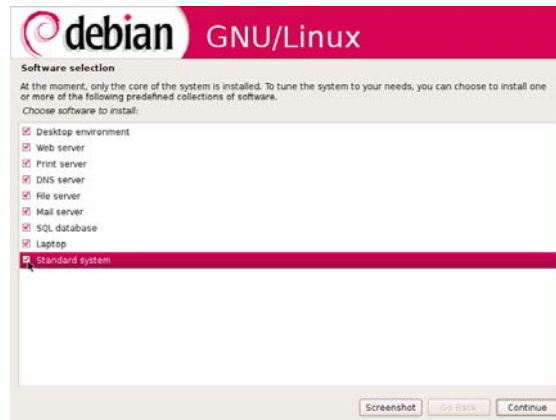 debian GNU/Linux
Software selection
At the moment, only the core of the system is installed. To tune the system to your needs, you can choose to install one
or more of the following predefined collections of software.
Choose software to install:
Desktop environment
Web server
Print server
DNS server
File server
Mail server
SQL database
Laptop
Standard system
Screenshot Go Back Continue